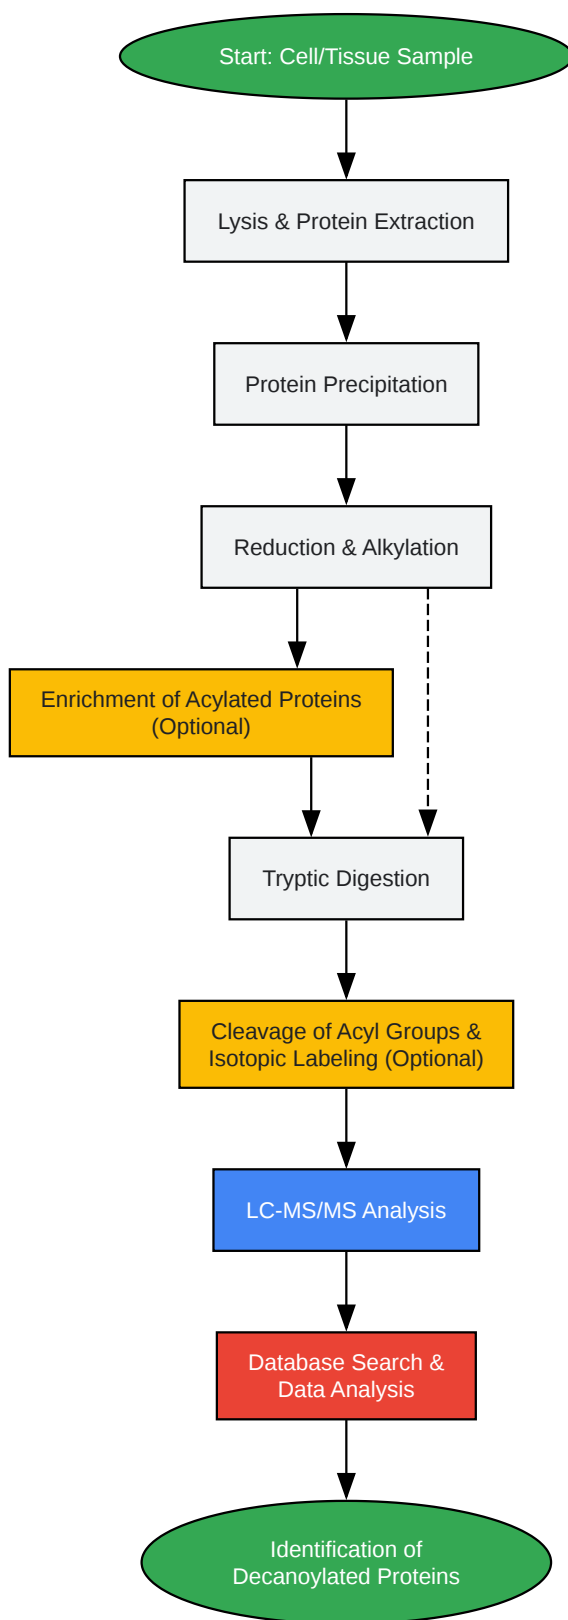 Start: Cell/Tissue Sample
Lysis & Protein Extraction
Protein Precipitation
Reduction & Alkylation
Enrichment of Acylated Proteins
(Optional)
Tryptic Digestion
Cleavage of Acyl Groups &
Isotopic Labeling (Optional)
LC-MS/MS Analysis
Database Search &
Data Analysis
Identification of
Decanoylated Proteins